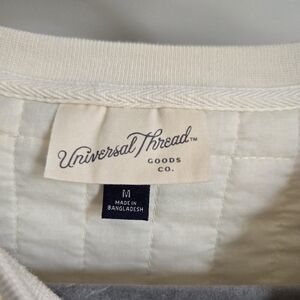 Universal Thread™
GOODS
CO.
M
MADE IN
BANGLADESH